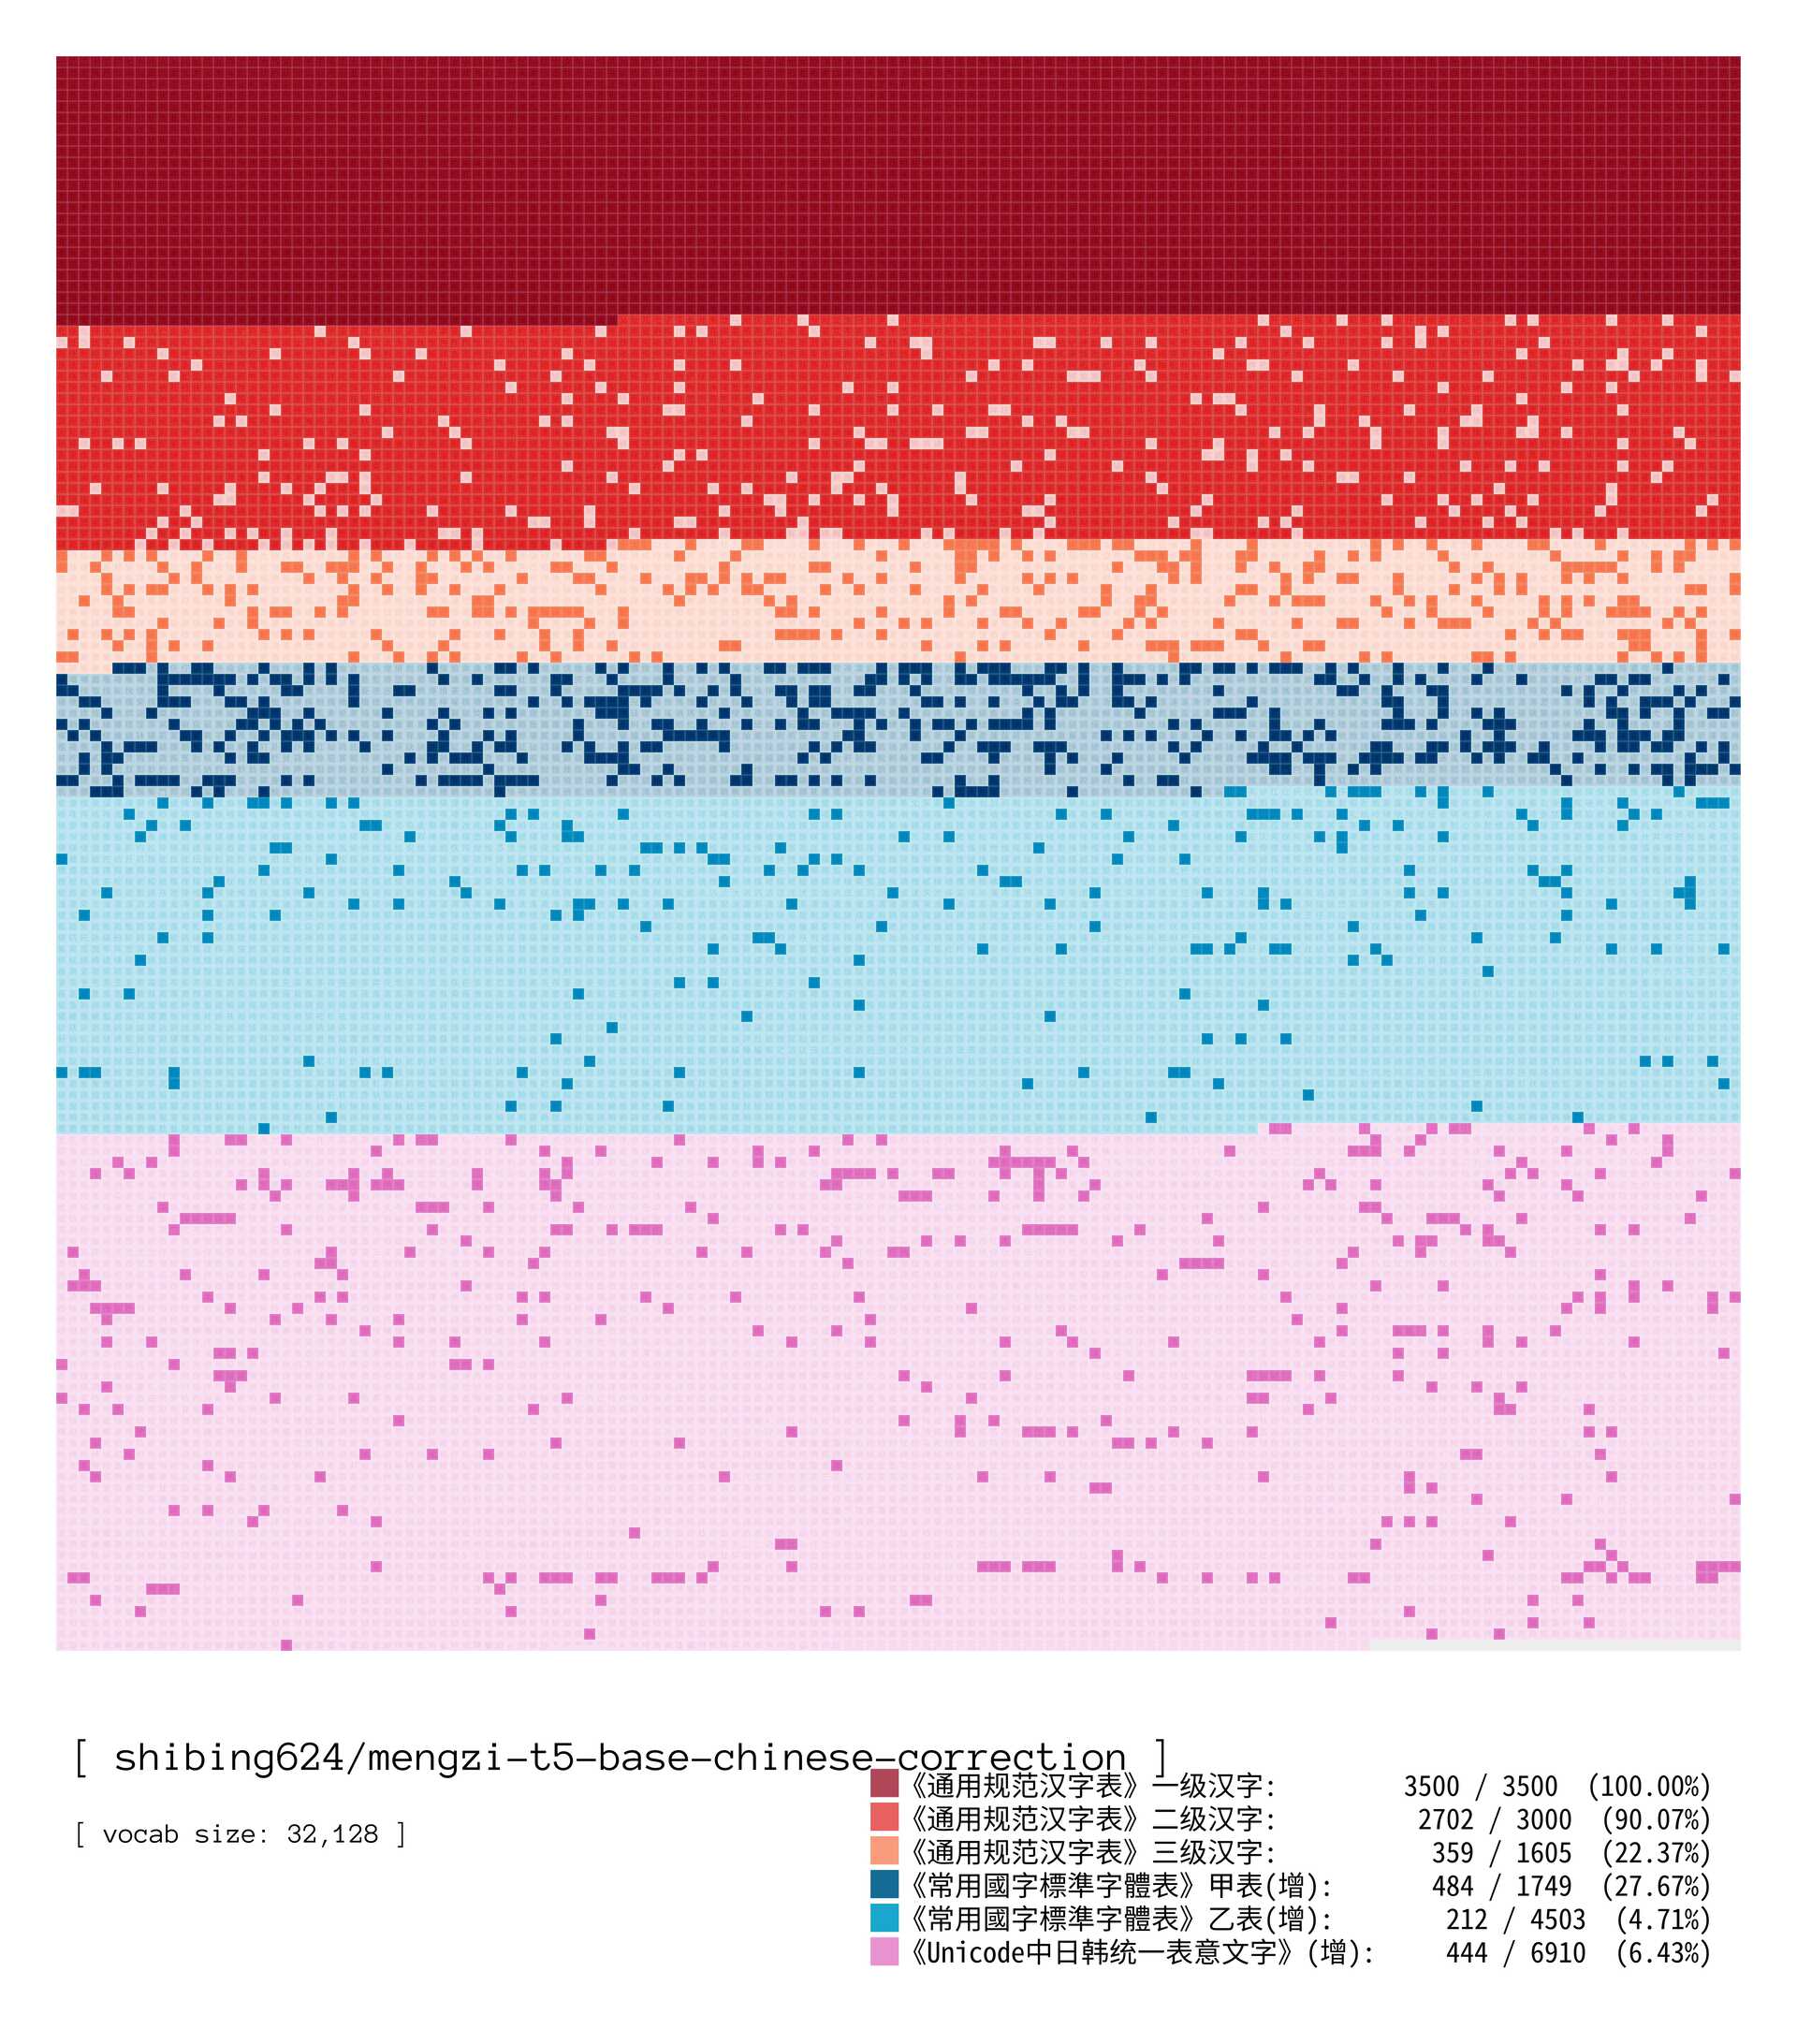 [ shibing624/mengzi-t5-base-chinese-correction ]
[ vocab size: 32,128 ]
《通用规范汉字表》一级汉字: 3500 / 3500 (100.00%)
《通用规范汉字表》二级汉字: 2702 / 3000 (90.07%)
《通用规范汉字表》三级汉字: 359 / 1605 (22.37%)
《常用國字標準字體表》甲表(增): 484 / 1749 (27.67%)
《常用國字標準字體表》乙表(增): 212 / 4503 (4.71%)
《Unicode中日韩统一表意文字》(增): 444 / 6910 (6.43%)